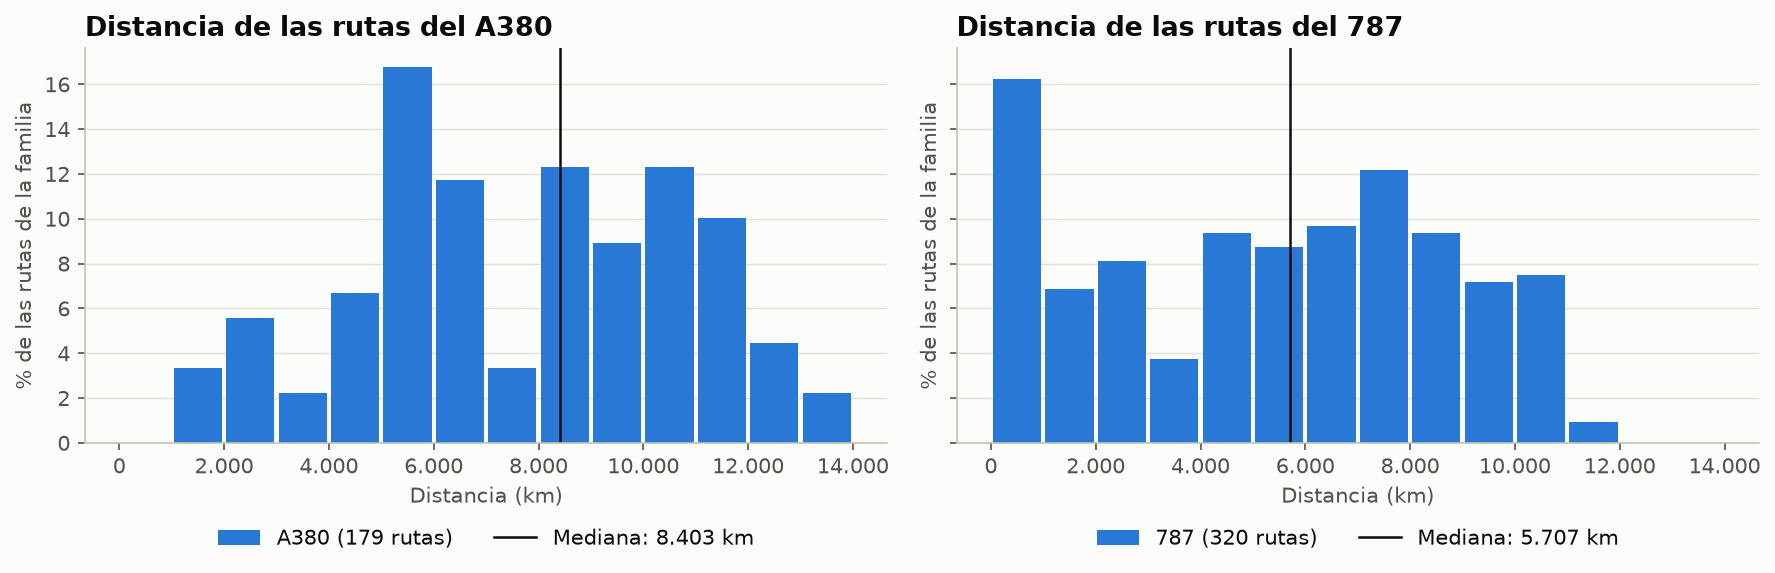 Distancia de las rutas del A380
% de las rutas de la familia
16
14
12
10
8
6
4
2
0
0 2.000 4.000 6.000 8.000 10.000 12.000 14.000
Distancia (km)
A380 (179 rutas) Mediana: 8.403 km
Distancia de las rutas del 787
% de las rutas de la familia
0 2.000 4.000 6.000 8.000 10.000 12.000 14.000
Distancia (km)
787 (320 rutas) Mediana: 5.707 km